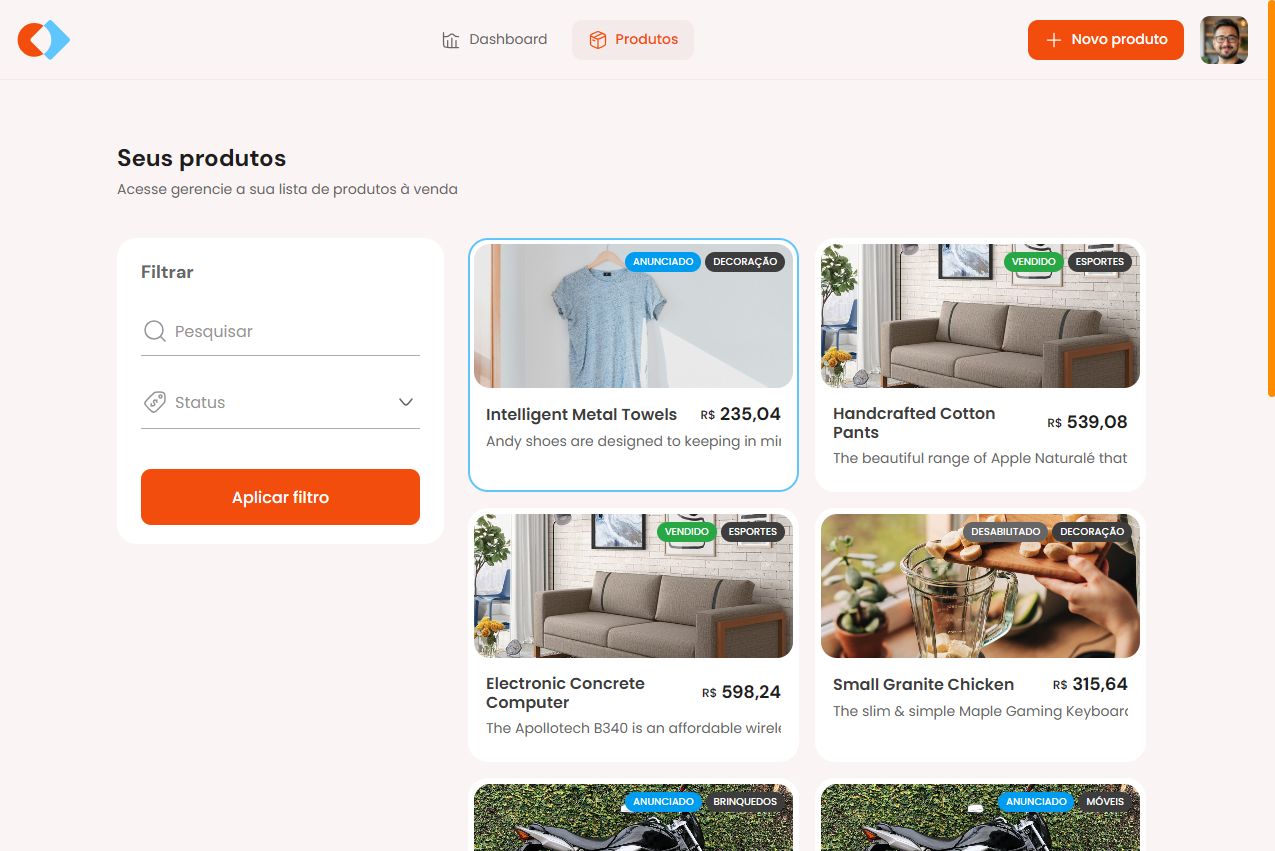 Dashboard
Produtos
Novo produto
Seus produtos
Acesse gerencie a sua lista de produtos à venda
Filtrar
Pesquisar
Status
Aplicar filtro
ANUNCIADO
DECORAÇÃO
Intelligent Metal Towels
R$ 235,04
Andy shoes are designed to keeping in
VENDIDO
ESPORTES
Handcrafted Cotton
Pants
R$ 539,08
The beautiful range of Apple Naturalé that
VENDIDO
ESPORTES
Electronic Concrete
Computer
R$ 598,24
The Apollotech B340 is an affordable
DESABILITADO
DECORAÇÃO
Small Granite Chicken
R$ 315,64
The slim & simple Maple Gaming
ANUNCIADO
BRINQUEDOS
ANUNCIADO
MÓVEIS